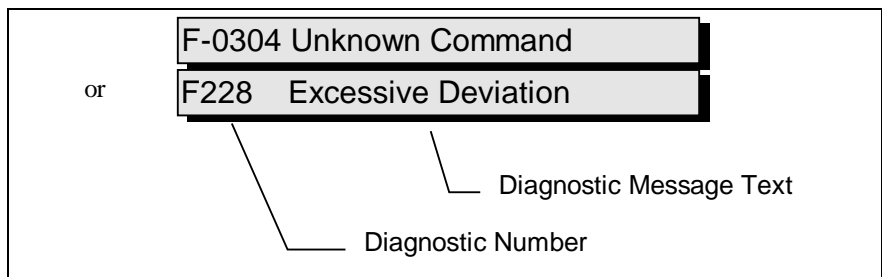 F-0304 Unknown Command
or
F228 Excessive Deviation
Diagnostic Message Text
Diagnostic Number